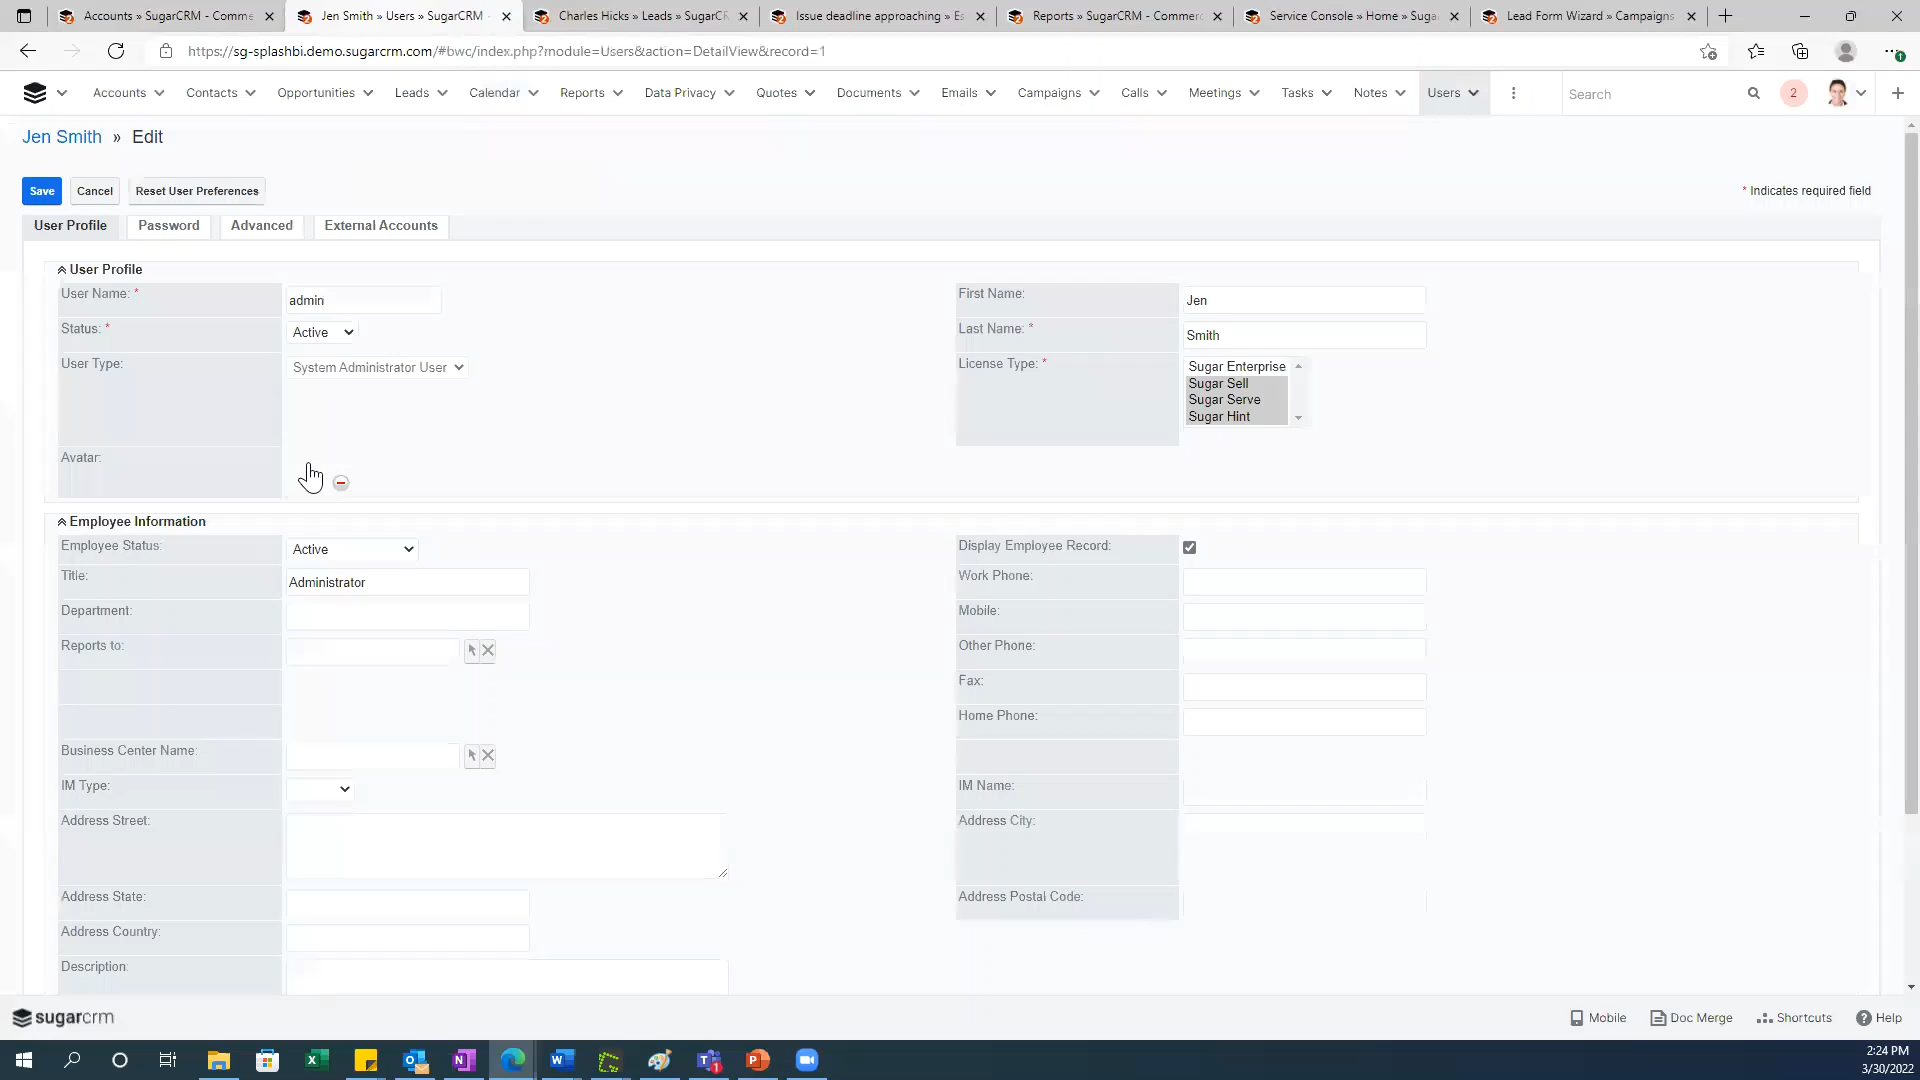 Accounts » SugarCRM - Comme
Jen Smith » Users » SugarCRM -
Charles Hicks » Leads » SugarCR
Issue deadline approaching » Es
Reports » SugarCRM - Commerc
Service Console » Home » Suga
Lead Form Wizard » Campaigns
https://sg-splashbi.demo.sugarcrm.com/#bwc/index.php?module=Users&action=DetailView&record=1
Accounts Contacts Opportunities Leads Calendar Reports Data Privacy Quotes Documents Emails Campaigns Calls Meetings Tasks Notes Users Search 2
Jen Smith » Edit
Save Cancel Reset User Preferences * Indicates required field
User Profile Password Advanced External Accounts
User Profile
User Name: * admin First Name: Jen
Status: * Active Last Name: * Smith
User Type: System Administrator User License Type: * Sugar Enterprise
Sugar Sell
Sugar Serve
Sugar Hint
Avatar:
Employee Information
Employee Status: Active Display Employee Record:
Title: Administrator Work Phone:
Department: Mobile:
Reports to: Other Phone:
Fax:
Home Phone:
Business Center Name:
IM Type: IM Name:
Address Street: Address City:
Address State: Address Postal Code:
Address Country:
Description:
sugarcrm Mobile Doc Merge Shortcuts Help
2:24 PM
3/30/2022